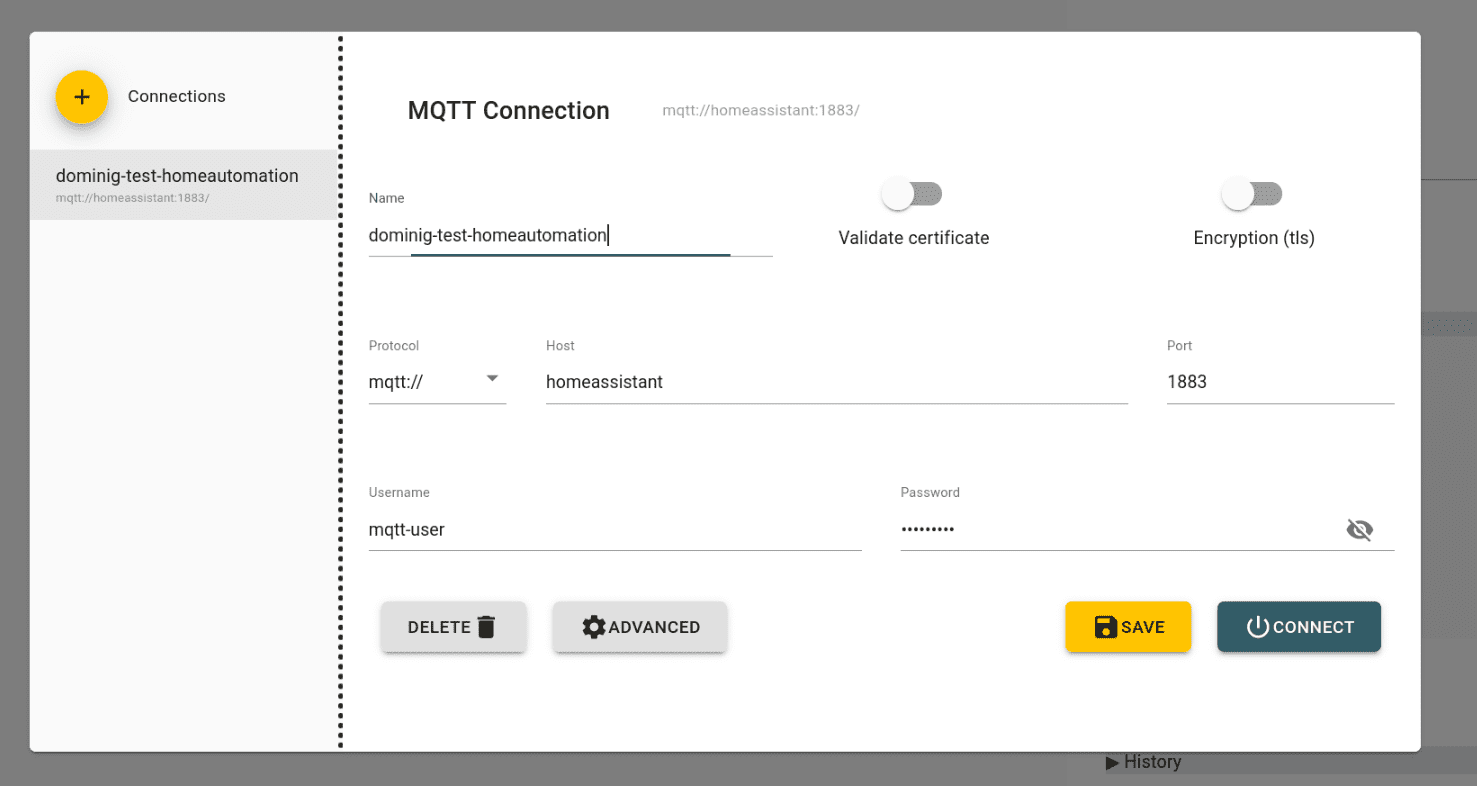 + Connections
dominig-test-homeautomation
mqtt://homeassistant:1883/
MQTT Connection mqtt://homeassistant:1883/
Name
dominig-test-homeautomation
Validate certificate
Encryption (tls)
Protocol
mqtt://
Host
homeassistant
Port
1883
Username
mqtt-user
Password
•••••••••
DELETE
ADVANCED
SAVE
CONNECT
▶ History